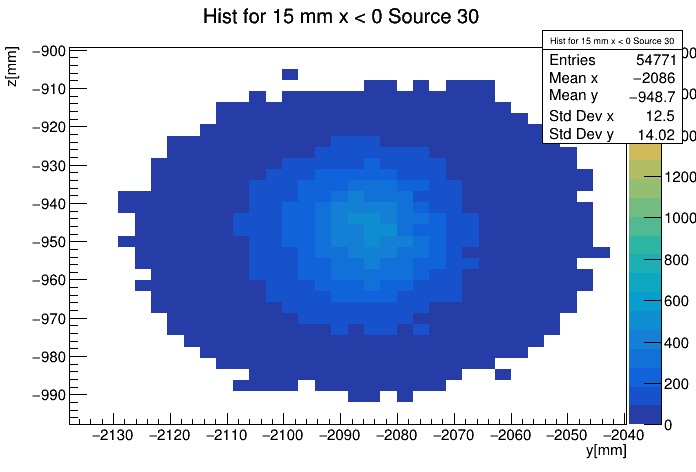 Hist for 15 mm x < 0 Source 30
z[mm]
Hist for 15 mm x < 0 Source 30
Entries 54771
Mean x −2086
Mean y −948.7
Std Dev x 12.5
Std Dev y 14.02
−900
−910
−920
−930
−940
−950
−960
−970
−980
−990
1200
1000
800
600
400
200
0
−2130 −2120 −2110 −2100 −2090 −2080 −2070 −2060 −2050 −2040
y[mm]